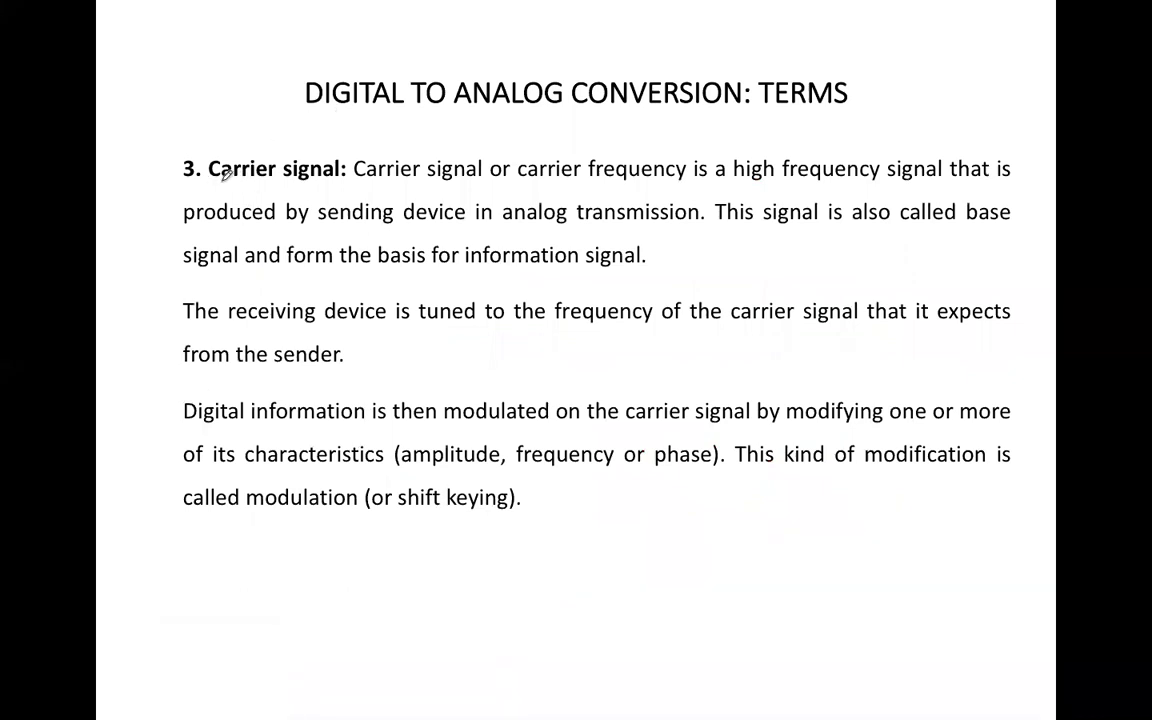 DIGITAL TO ANALOG CONVERSION: TERMS
3. Carrier signal: Carrier signal or carrier frequency is a high frequency signal that is
produced by sending device in analog transmission. This signal is also called base
signal and form the basis for information signal.
The receiving device is tuned to the frequency of the carrier signal that it expects
from the sender.
Digital information is then modulated on the carrier signal by modifying one or more
of its characteristics (amplitude, frequency or phase). This kind of modification is
called modulation (or shift keying).